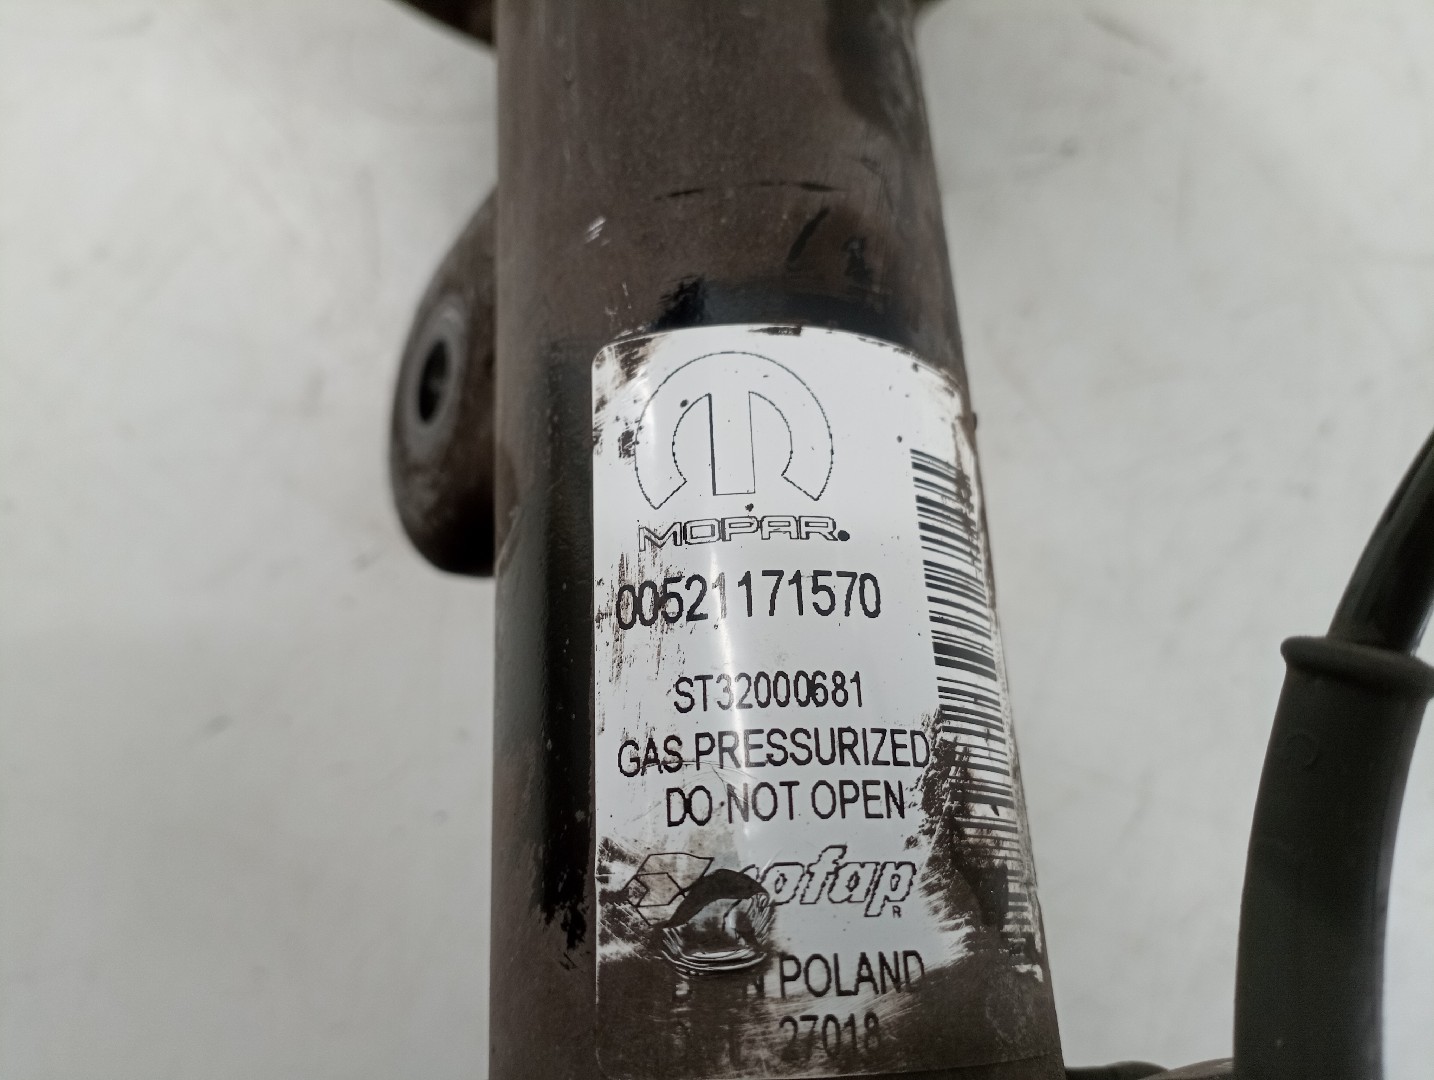 MOPAR.
00521171570
ST32000681
GAS PRESSURIZED
DO NOT OPEN
POLAND
27018